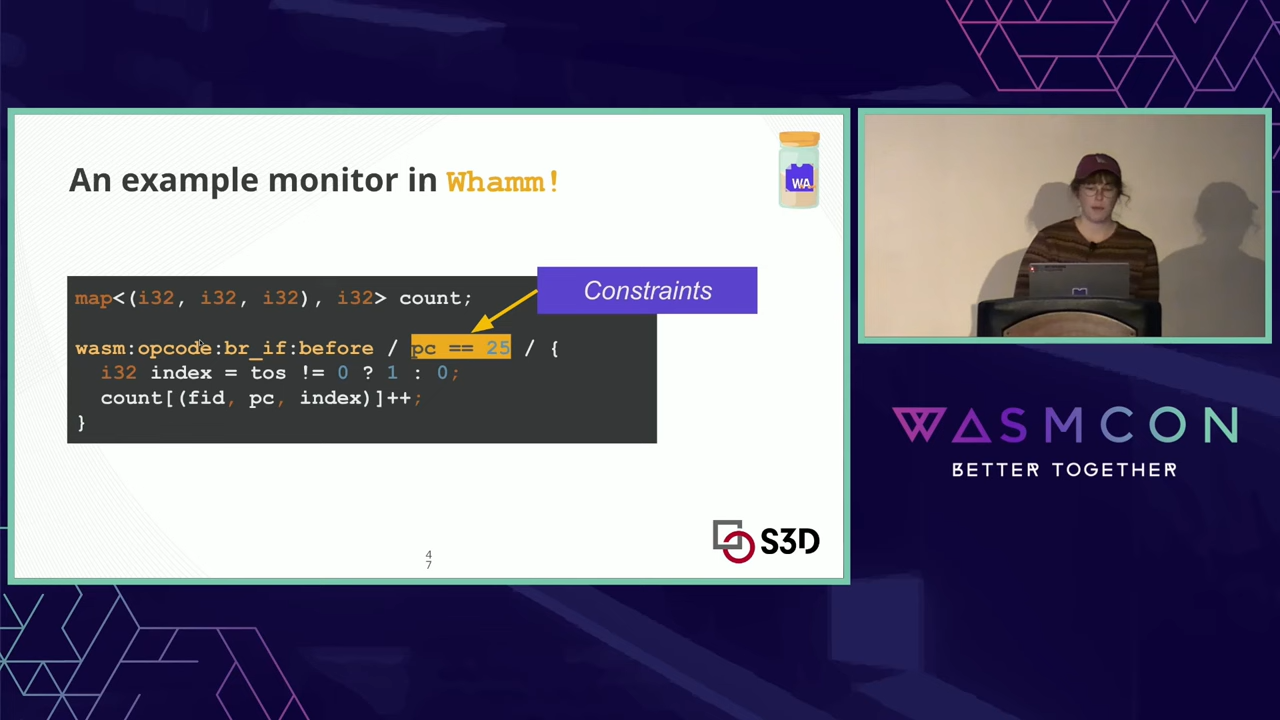 An example monitor in Whamm!
WA
Constraints
map<(i32, i32, i32), i32> count;
wasm:opcode:br_if:before / pc == 25 / {
i32 index = tos != 0 ? 1 : 0;
count[(fid, pc, index)]++;
}
S3D
4
7
WASMCON
BETTER TOGETHER